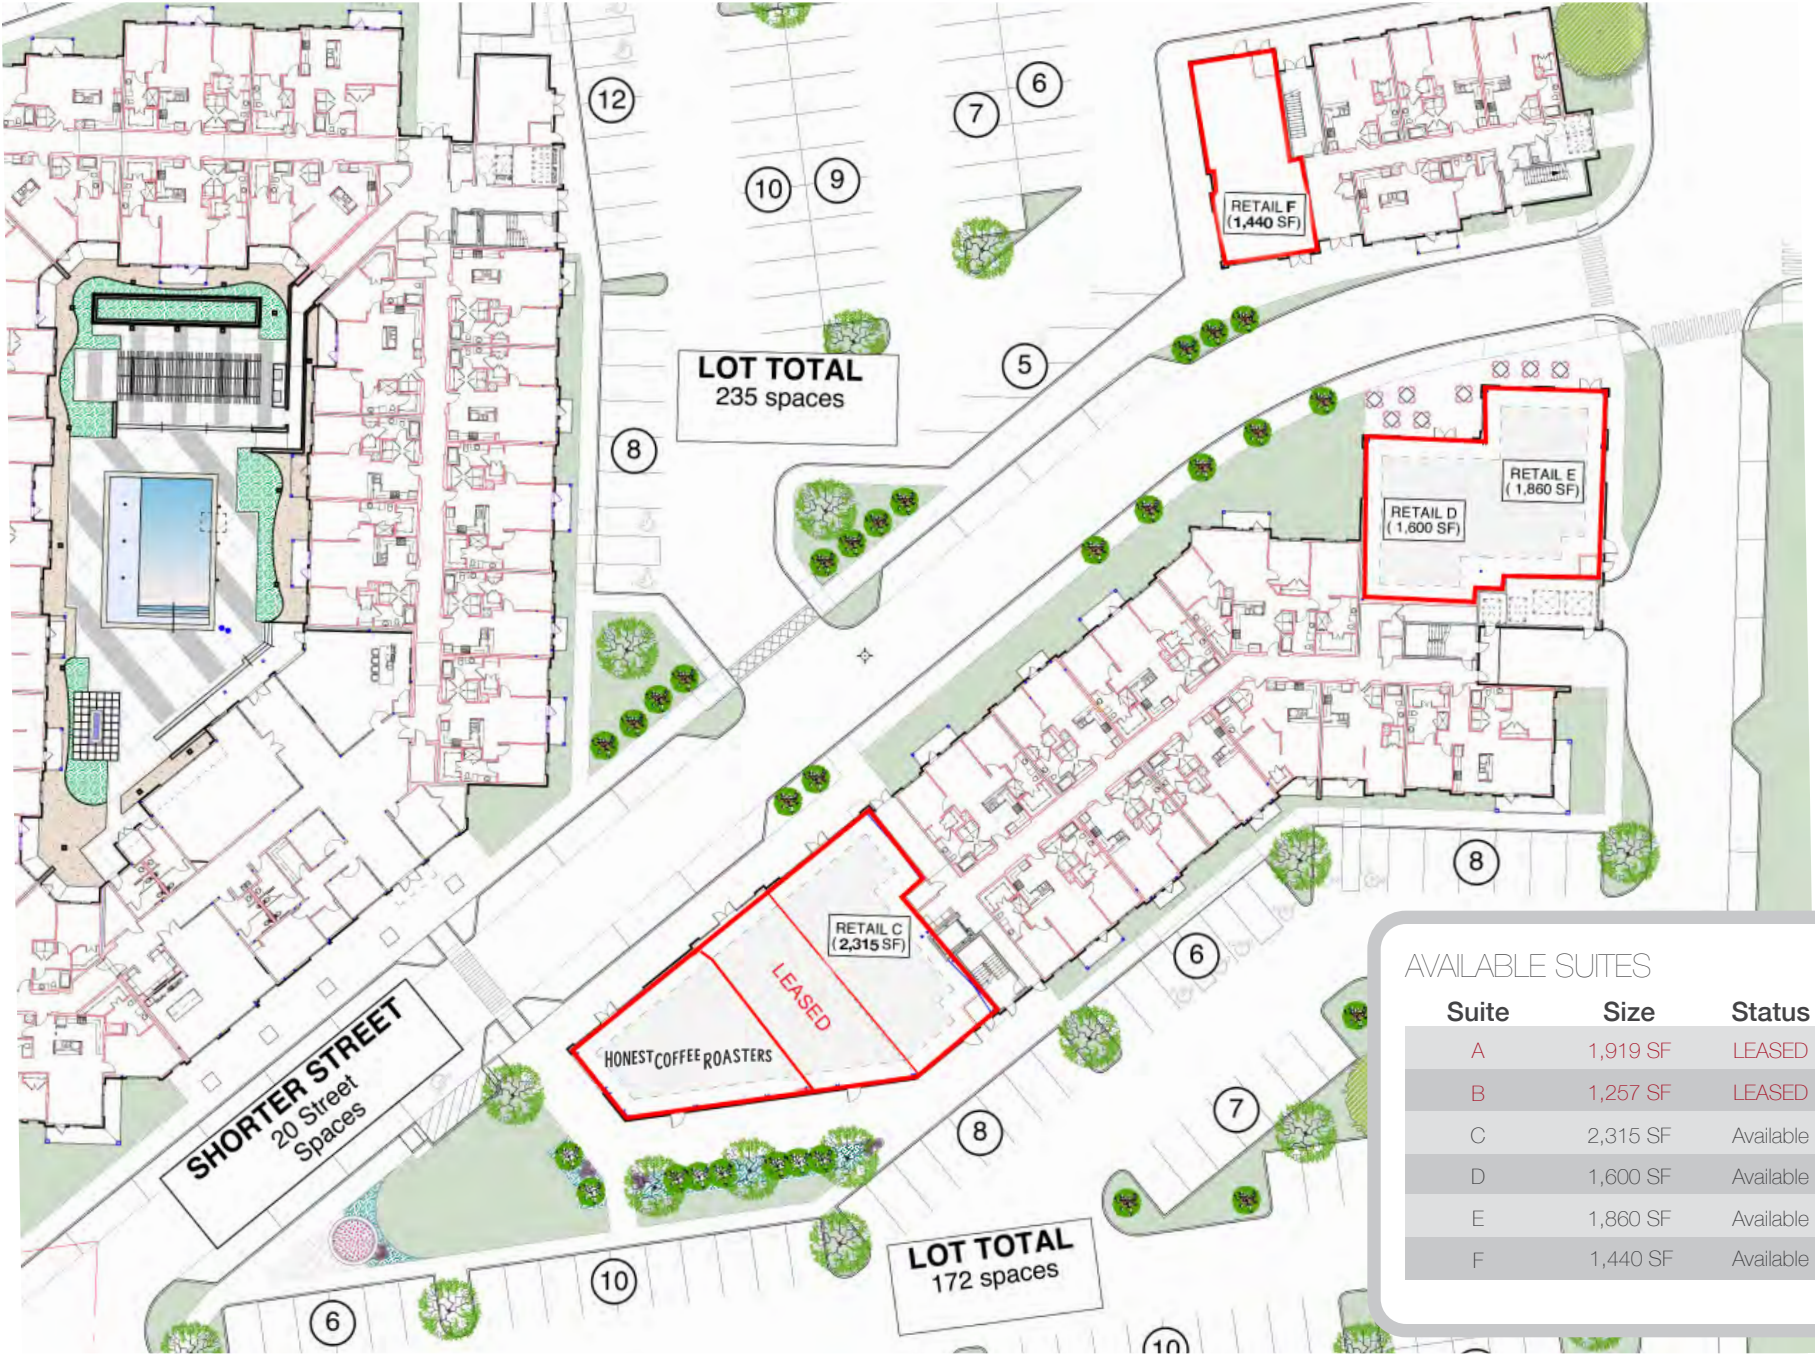 12
6
7
10
9
RETAIL F
(1,440 SF)
LOT TOTAL
235 spaces
5
8
RETAIL E
( 1,860 SF)
RETAIL D
( 1,600 SF)
8
RETAIL C
( 2,315 SF)
6
LEASED
HONEST COFFEE ROASTERS
SHORTER STREET
20 Street
Spaces
8
7
LOT TOTAL
172 spaces
10
6
10
AVAILABLE SUITES
Suite Size Status
A 1,919 SF LEASED
B 1,257 SF LEASED
C 2,315 SF Available
D 1,600 SF Available
E 1,860 SF Available
F 1,440 SF Available